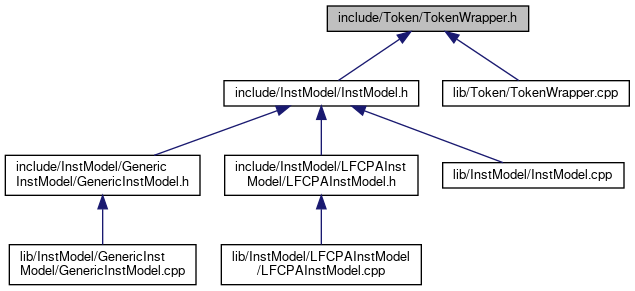 include/Token/TokenWrapper.h
include/InstModel/InstModel.h
lib/Token/TokenWrapper.cpp
include/InstModel/Generic
InstModel/GenericInstModel.h
include/InstModel/LFCPAInst
Model/LFCPAInstModel.h
lib/InstModel/InstModel.cpp
lib/InstModel/GenericInst
Model/GenericInstModel.cpp
lib/InstModel/LFCPAInstModel
/LFCPAInstModel.cpp